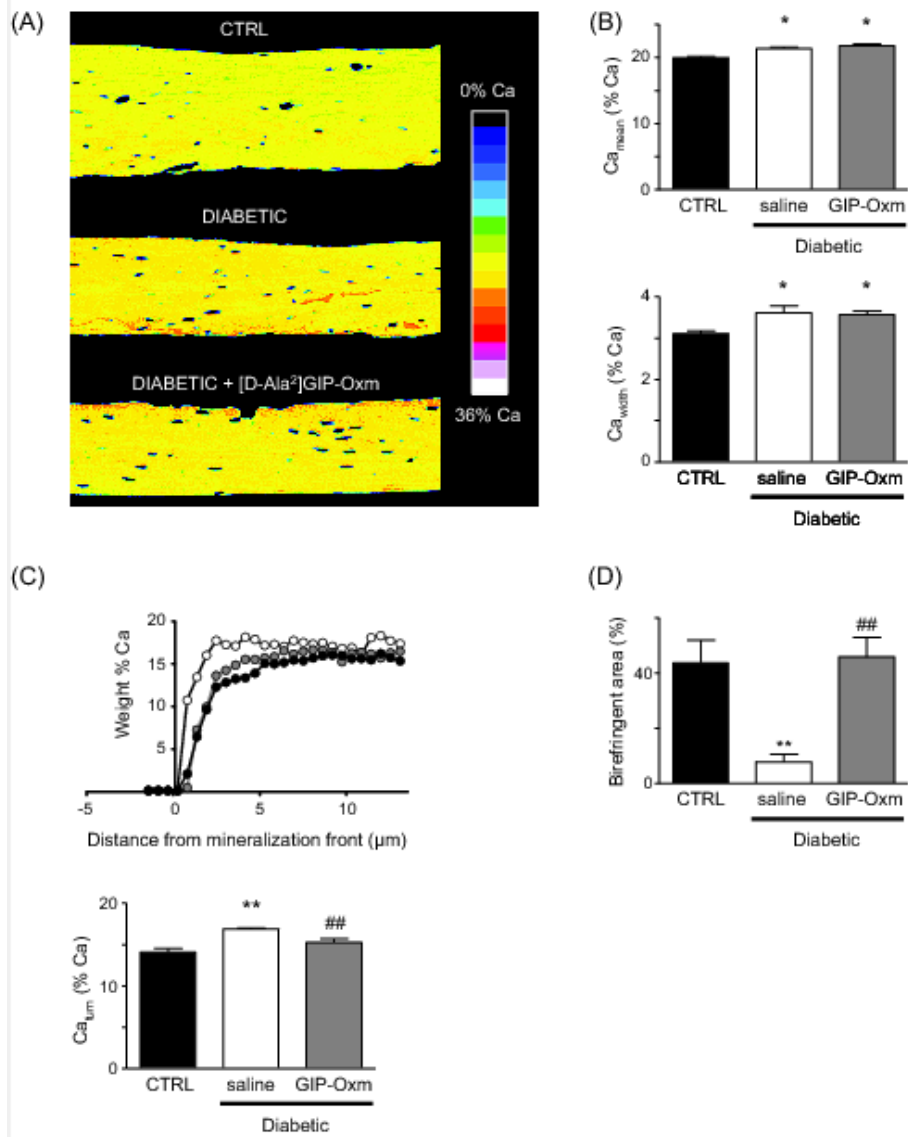 (A)
CTRL
0% Ca
DIABETIC
DIABETIC + [D-Ala²]GIP-Oxm
36% Ca
(B)
Ca_mean (% Ca)
30
20
10
0
CTRL
saline
GIP-Oxm
Diabetic
*
*
Ca_width (% Ca)
4
2
0
CTRL
saline
GIP-Oxm
Diabetic
*
*
(C)
Weight % Ca
20
15
10
5
-5
0
5
10
Distance from mineralization front (μm)
Ca_turn (% Ca)
20
10
0
**
##
CTRL
saline
GIP-Oxm
Diabetic
(D)
Birefringent area (%)
40
0
**
##
CTRL
saline
GIP-Oxm
Diabetic